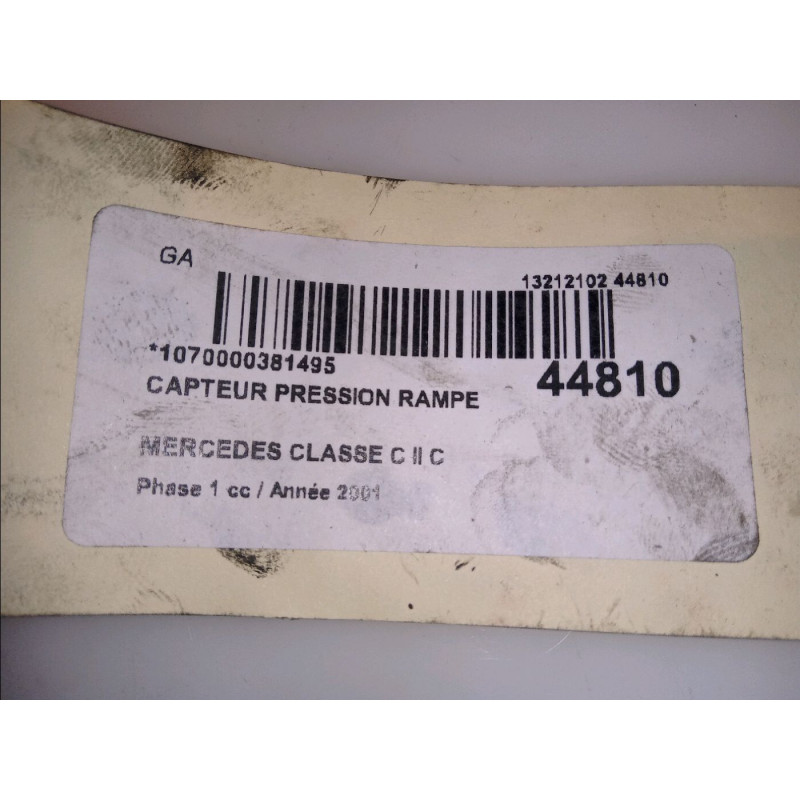 GA
13212102 44810
*1070000381495
44810
CAPTEUR PRESSION RAMPE
MERCEDES CLASSE C II C
Phase 1 cc / Année 2001